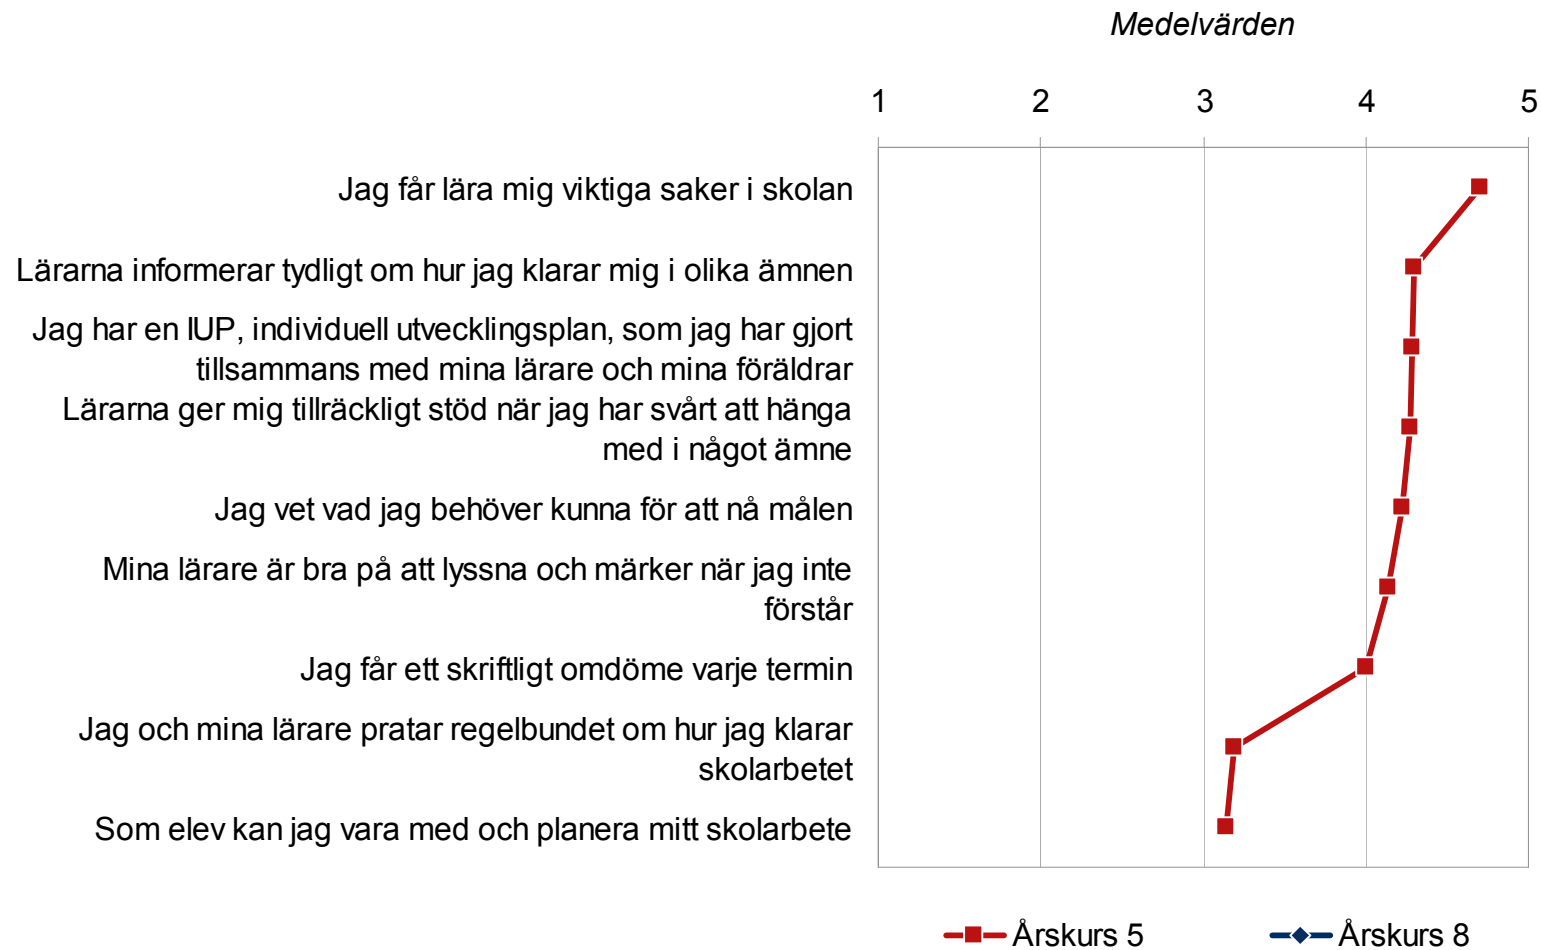 Medelvärden
1 2 3 4 5
Jag får lära mig viktiga saker i skolan
Lärarna informerar tydligt om hur jag klarar mig i olika ämnen
Jag har en IUP, individuell utvecklingsplan, som jag har gjort
tillsammans med mina lärare och mina föräldrar
Lärarna ger mig tillräckligt stöd när jag har svårt att hänga
med i något ämne
Jag vet vad jag behöver kunna för att nå målen
Mina lärare är bra på att lyssna och märker när jag inte
förstår
Jag får ett skriftligt omdöme varje termin
Jag och mina lärare pratar regelbundet om hur jag klarar
skolarbetet
Som elev kan jag vara med och planera mitt skolarbete
Årskurs 5 Årskurs 8